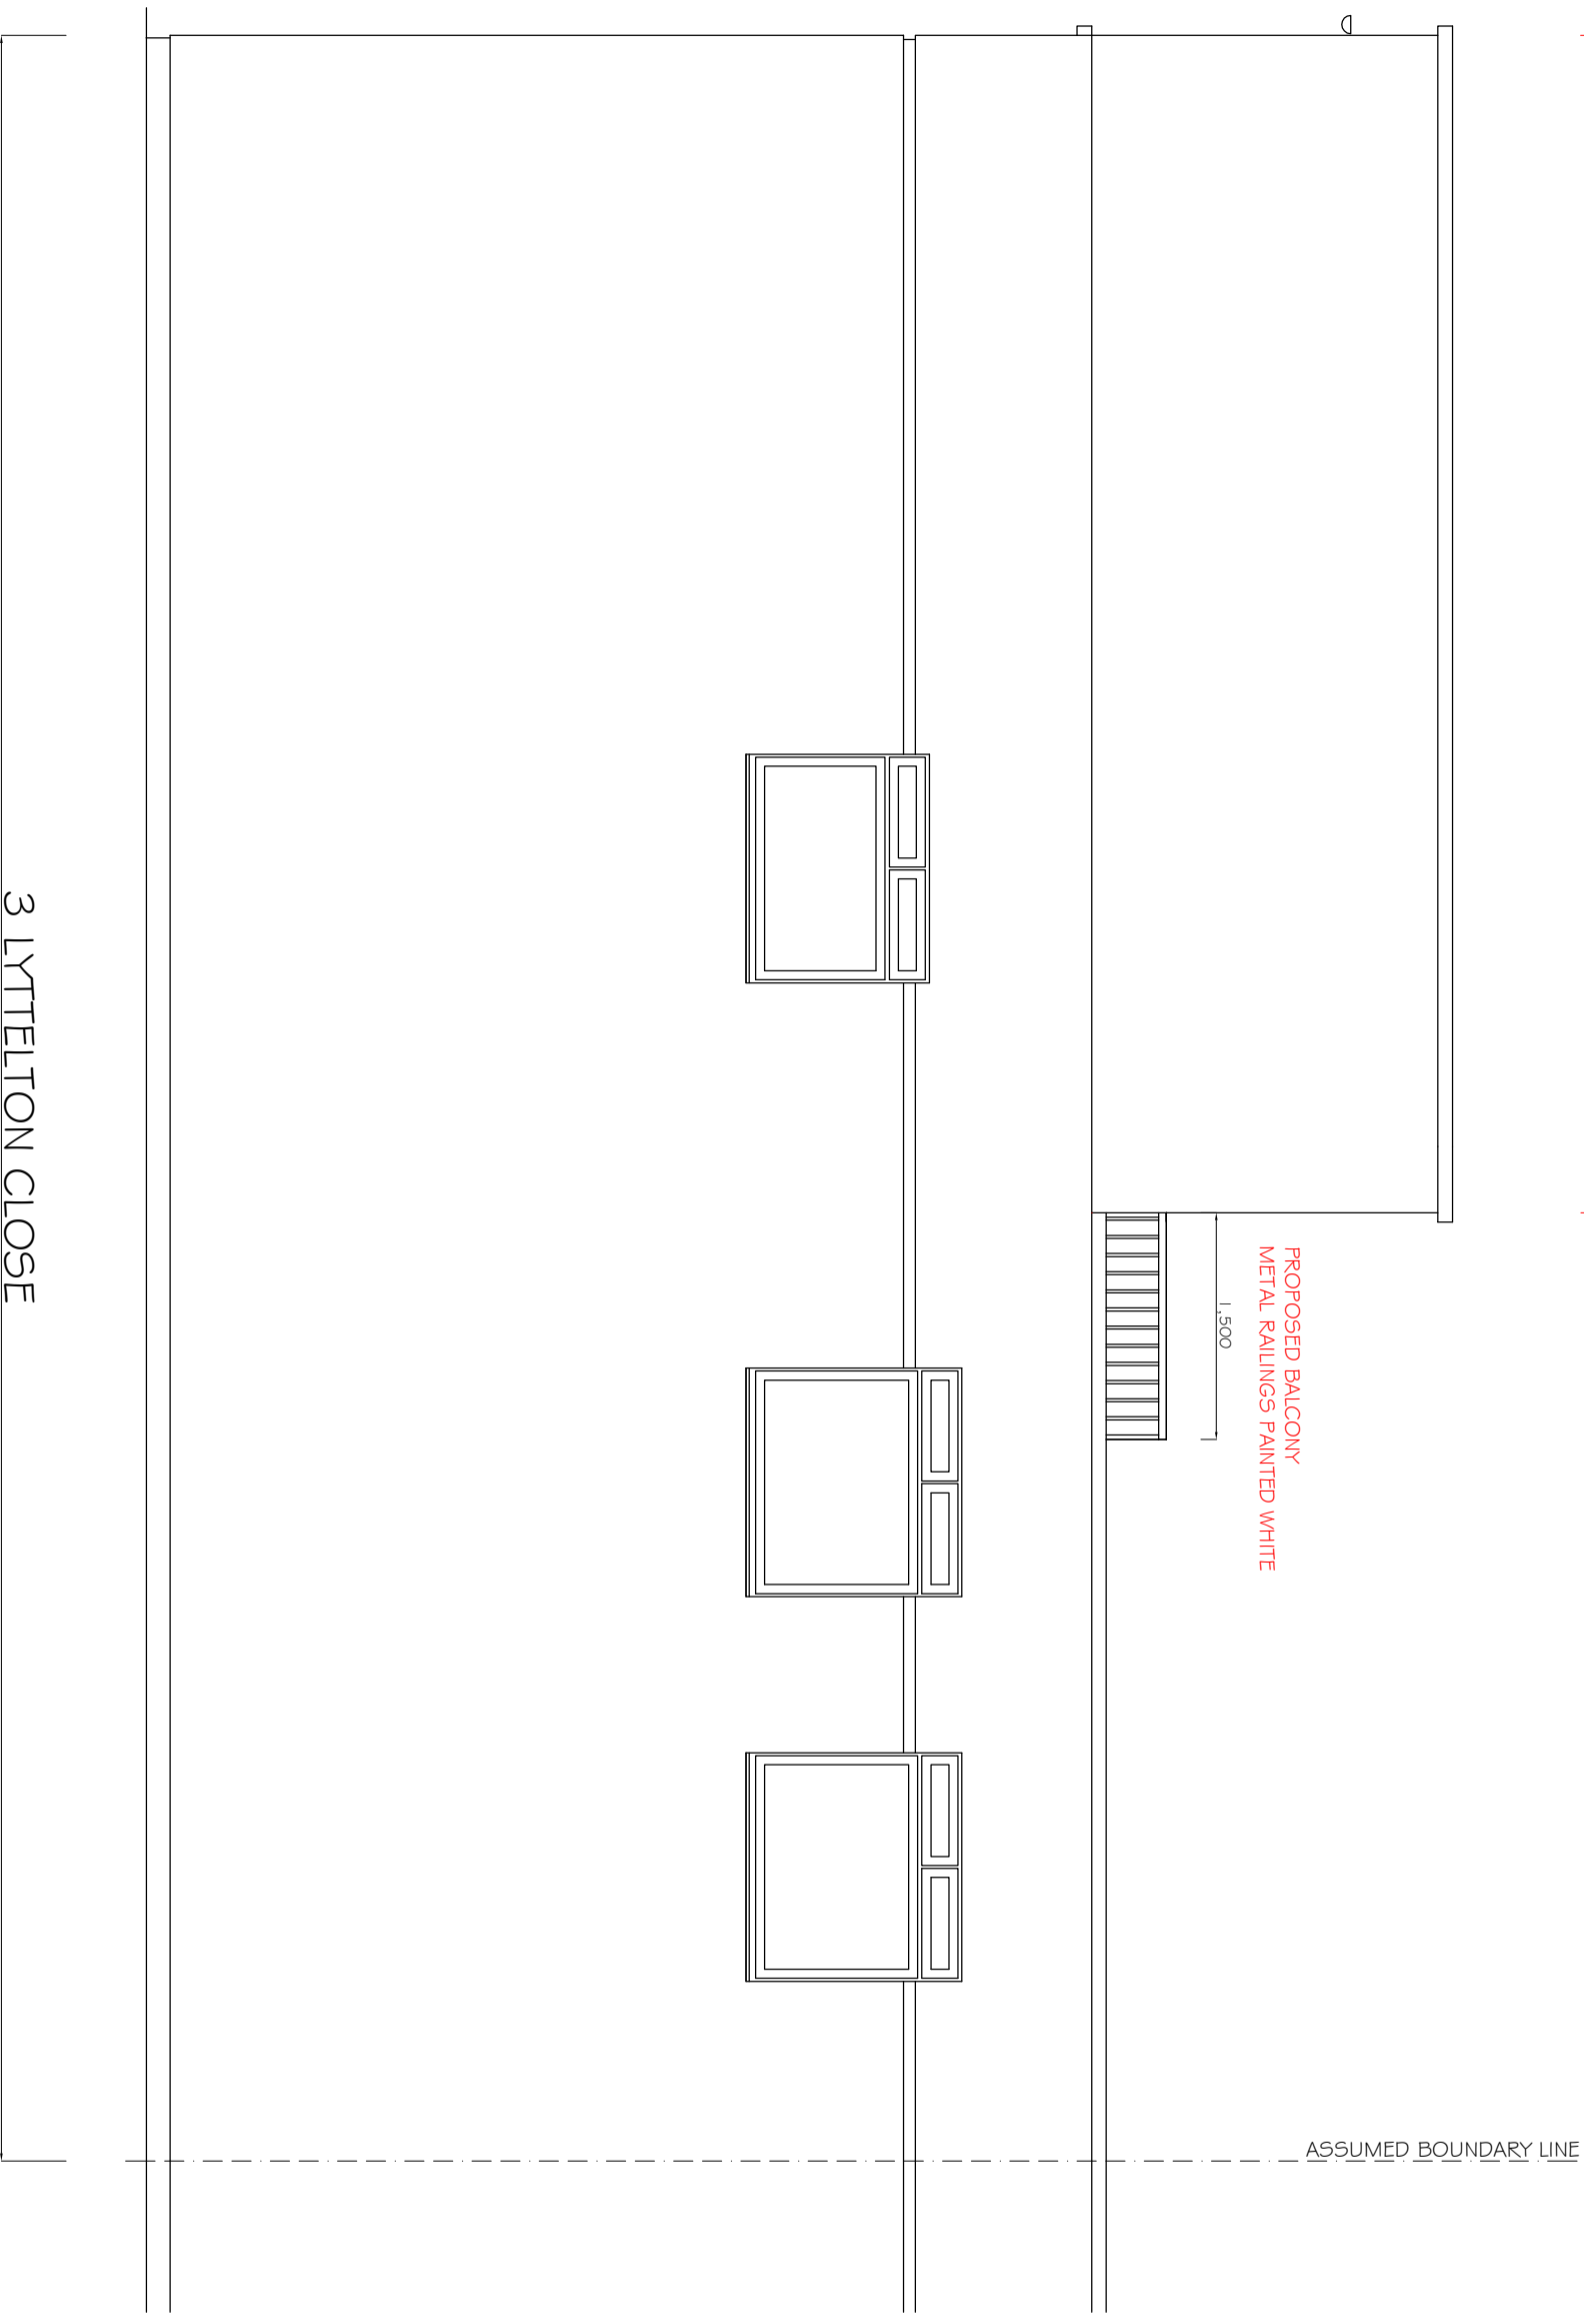 ASSUMED BOUNDARY LINE
PROPOSED BALCONY
METAL RAILINGS PAINTED WHITE
1,500
3 LYTTELTON CLOSE